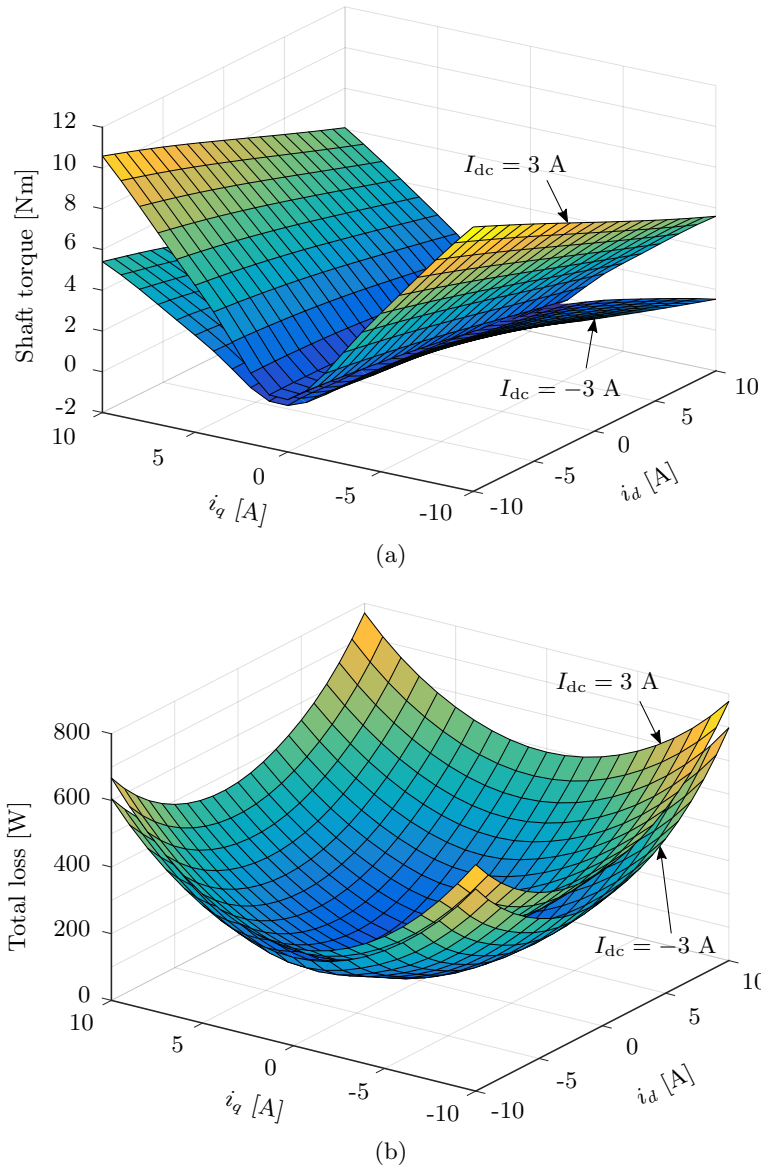 12
10
8
6
4
2
0
-2
Shaft torque [Nm]
I_dc = 3 A
I_dc = −3 A
10
5
0
-5
-10
i_q [A]
10
5
0
-5
-10
i_d [A]
(a)
800
600
400
200
0
Total loss [W]
I_dc = 3 A
I_dc = −3 A
10
5
0
-5
-10
i_q [A]
10
5
0
-5
-10
i_d [A]
(b)